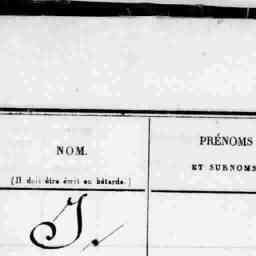 NOM.
(Il doit être écrit en bâtarde.)
PRÉNOMS
ET SURNOMS
J.